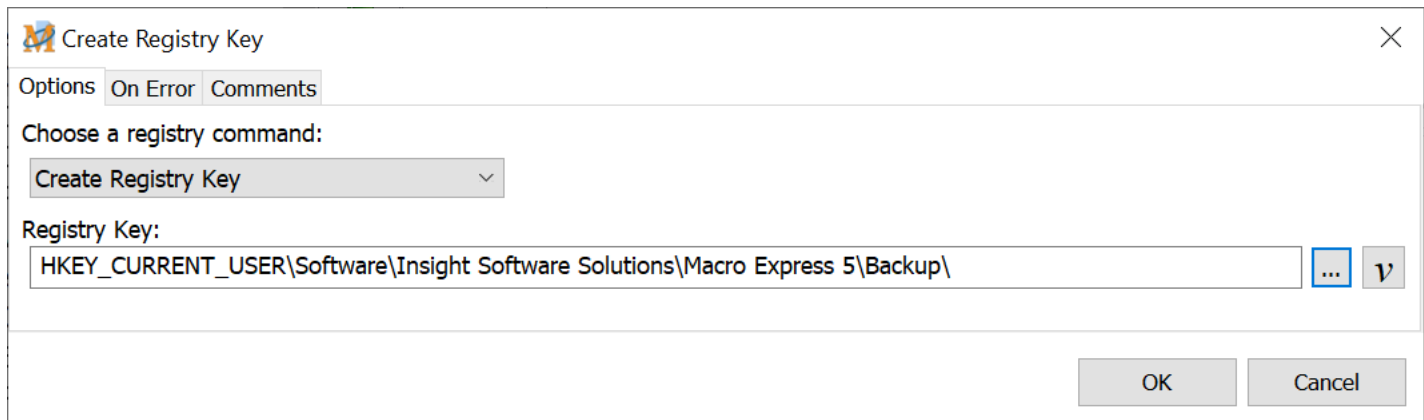 Create Registry Key
Options On Error Comments
Choose a registry command:
Create Registry Key
Registry Key:
HKEY_CURRENT_USER\Software\Insight Software Solutions\Macro Express 5\Backup\ ... v
OK Cancel